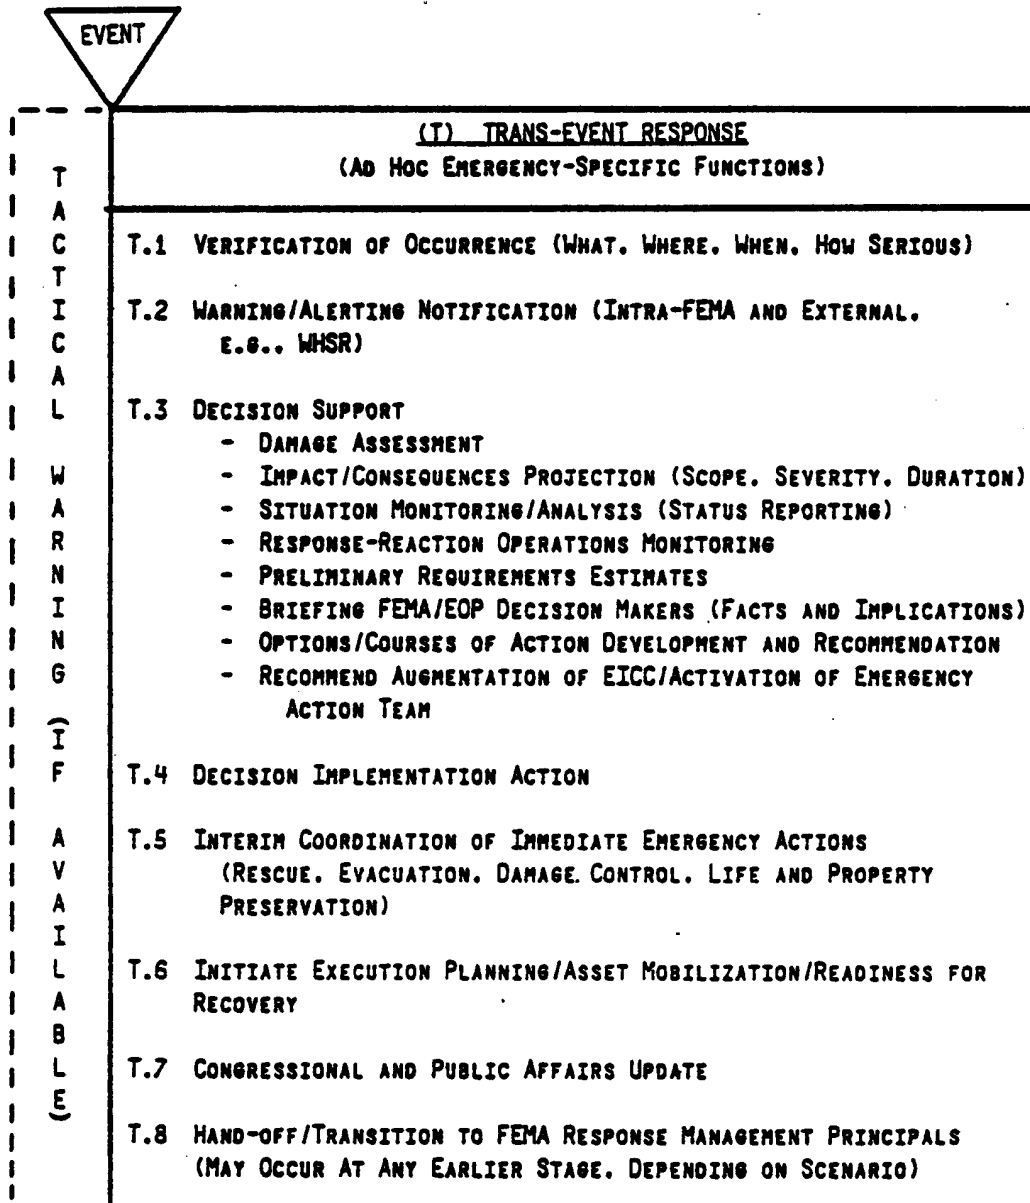 EVENT
(T) TRANS-EVENT RESPONSE
(AD HOC EMERGENCY-SPECIFIC FUNCTIONS)
TACTICAL WARNING (IF AVAILABLE)
T.1 VERIFICATION OF OCCURRENCE (WHAT, WHERE, WHEN, HOW SERIOUS)
T.2 WARNING/ALERTING NOTIFICATION (INTRA-FEMA AND EXTERNAL,
E.G., WHSR)
T.3 DECISION SUPPORT
- DAMAGE ASSESSMENT
- IMPACT/CONSEQUENCES PROJECTION (SCOPE, SEVERITY, DURATION)
- SITUATION MONITORING/ANALYSIS (STATUS REPORTING)
- RESPONSE-REACTION OPERATIONS MONITORING
- PRELIMINARY REQUIREMENTS ESTIMATES
- BRIEFING FEMA/EOP DECISION MAKERS (FACTS AND IMPLICATIONS)
- OPTIONS/COURSES OF ACTION DEVELOPMENT AND RECOMMENDATION
- RECOMMEND AUGMENTATION OF EICC/ACTIVATION OF EMERGENCY
ACTION TEAM
T.4 DECISION IMPLEMENTATION ACTION
T.5 INTERIM COORDINATION OF IMMEDIATE EMERGENCY ACTIONS
(RESCUE, EVACUATION, DAMAGE CONTROL, LIFE AND PROPERTY
PRESERVATION)
T.6 INITIATE EXECUTION PLANNING/ASSET MOBILIZATION/READINESS FOR
RECOVERY
T.7 CONGRESSIONAL AND PUBLIC AFFAIRS UPDATE
T.8 HAND-OFF/TRANSITION TO FEMA RESPONSE MANAGEMENT PRINCIPALS
(MAY OCCUR AT ANY EARLIER STAGE, DEPENDING ON SCENARIO)